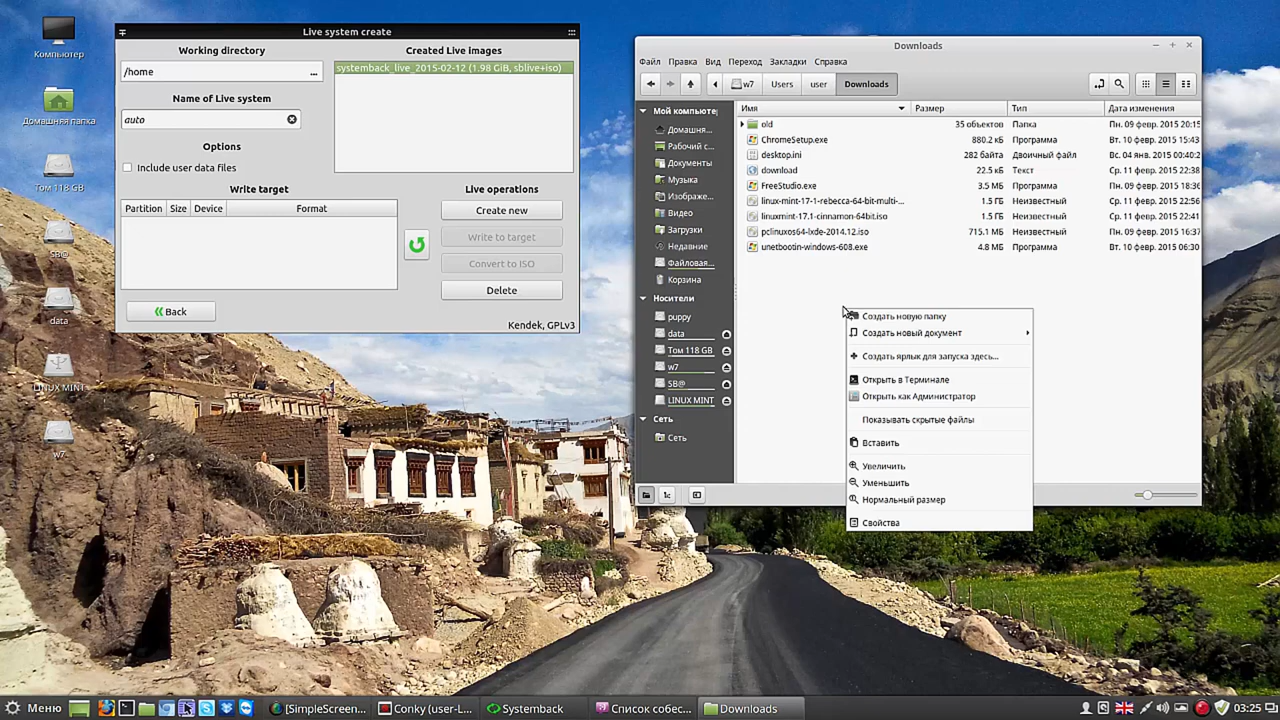 Компьютер
Домашняя папка
Том 118 GB
SB@
data
LINUX MINT
w7
Live system create
Working directory
/home
...
Name of Live system
auto
Options
Include user data files
Write target
Partition Size Device Format
Back
Created Live images
systemback_live_2015-02-12 (1.98 GiB, sblive+iso)
Live operations
Create new
Write to target
Convert to ISO
Delete
Kendek, GPLv3
Downloads
Файл Правка Вид Переход Закладки Справка
w7 Users user Downloads
Мой компьюте
Домашня...
Рабочий с...
Документы
Музыка
Изображе...
Видео
Загрузки
Недавние
Файловая...
Корзина
Носители
puppy
data
Том 118 GB
w7
SB@
LINUX MINT
Сеть
Сеть
Имя Размер Тип Дата изменения
old 35 объектов Папка Пн. 09 февр. 2015 20:15
ChromeSetup.exe 880.2 кБ Программа Вт. 10 февр. 2015 15:43
desktop.ini 282 байта Двоичный файл Вс. 04 янв. 2015 00:40:2
download 22.5 кБ Текст Ср. 11 февр. 2015 22:38
FreeStudio.exe 3.5 МБ Программа Пн. 09 февр. 2015 18:36
linux-mint-17-1-rebecca-64-bit-multi-... 1.5 ГБ Неизвестный Ср. 11 февр. 2015 22:56
linuxmint-17.1-cinnamon-64bit.iso 1.5 ГБ Неизвестный Ср. 11 февр. 2015 22:41
pclinuxos64-lxde-2014.12.iso 715.1 МБ Неизвестный Пн. 09 февр. 2015 16:37
unetbootin-windows-608.exe 4.8 МБ Программа Вт. 10 февр. 2015 06:30
Создать новую папку
Создать новый документ
Создать ярлык для запуска здесь...
Открыть в Терминале
Открыть как Администратор
Показывать скрытые файлы
Вставить
Увеличить
Уменьшить
Нормальный размер
Свойства
Меню [SimpleScreen... Conky (user-L... Systemback Список собес... Downloads 03:25